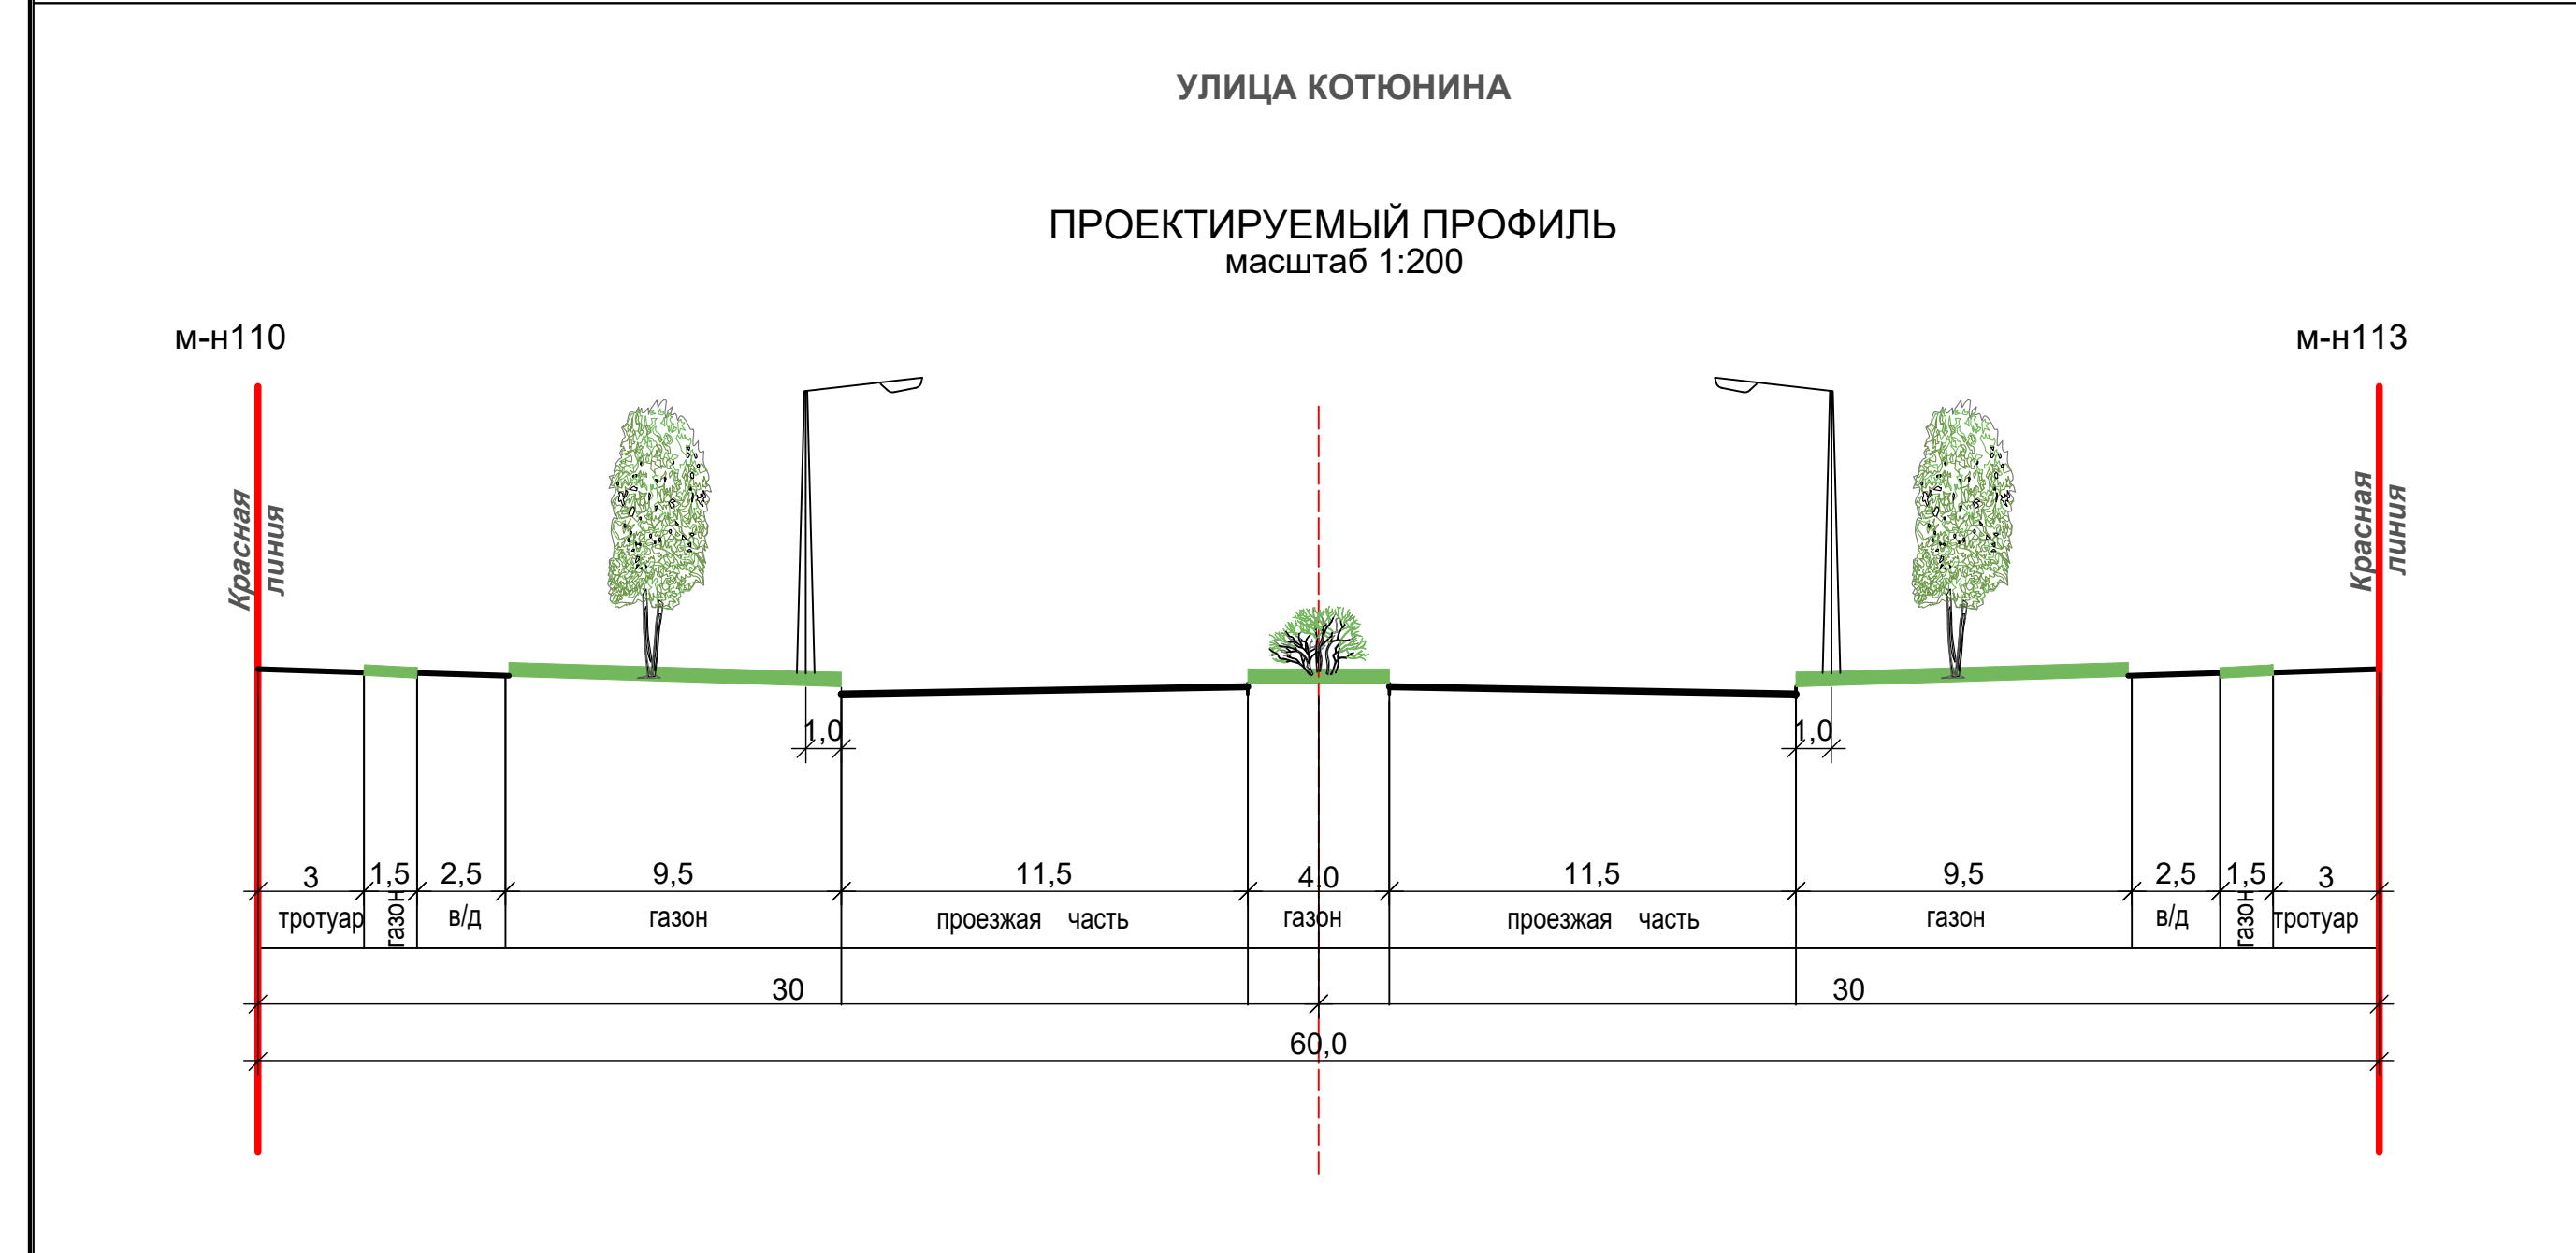 УЛИЦА КОТЮНИНА
ПРОЕКТИРУЕМЫЙ ПРОФИЛЬ
масштаб 1:200
м-н110
м-н113
Красная
линия
Красная
линия
1,0
1,0
3 1,5 2,5 9,5 11,5 4,0 11,5 9,5 2,5 1,5 3
тротуар газон в/д газон проезжая часть газон проезжая часть газон в/д газон тротуар
30 30
60,0